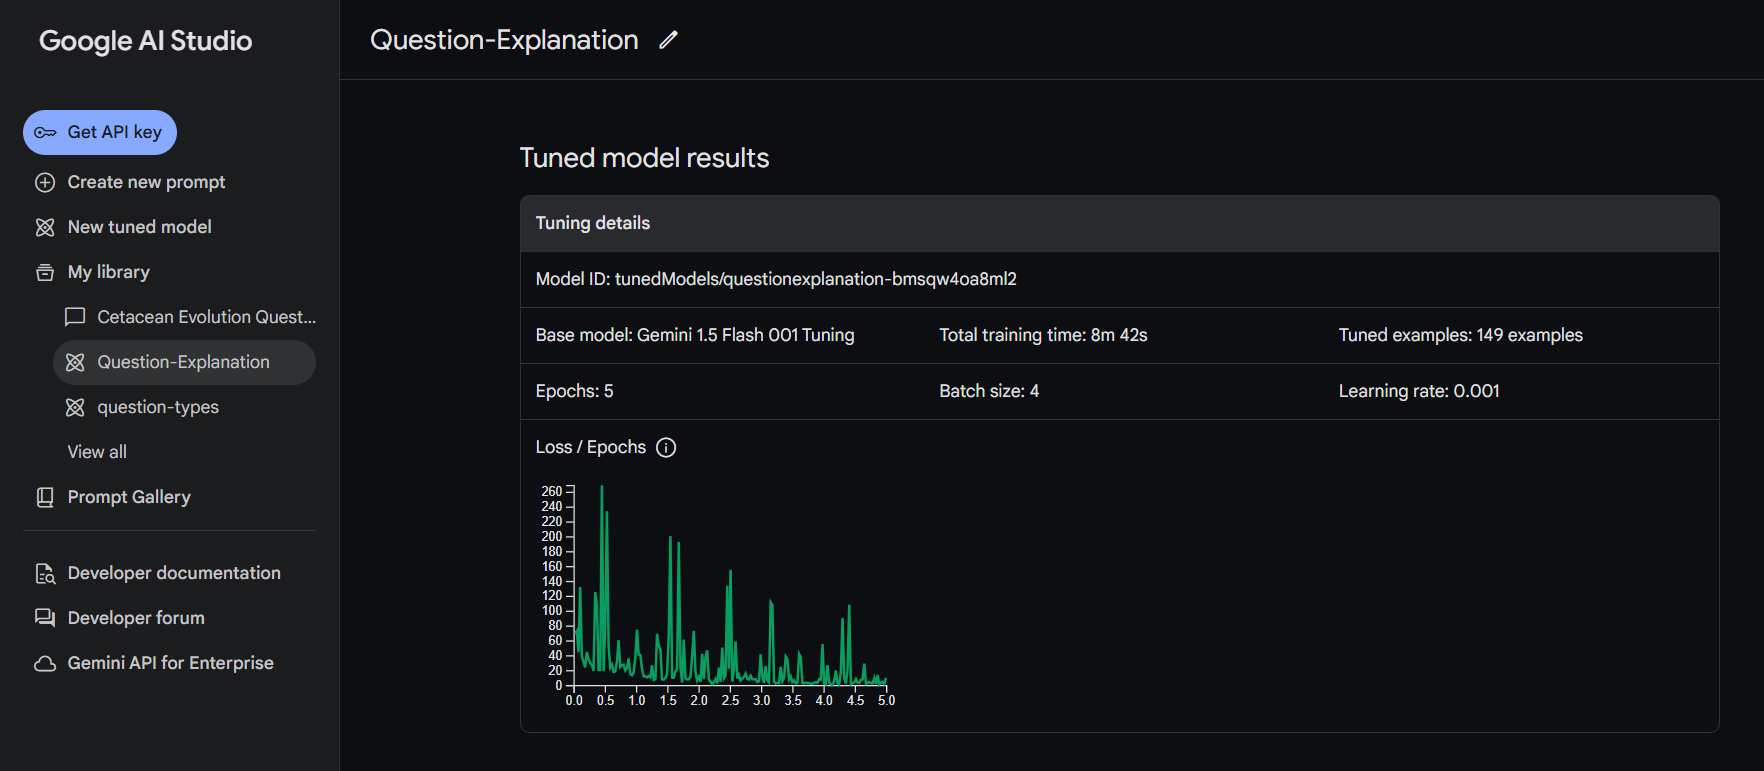 Google AI Studio
Get API key
Create new prompt
New tuned model
My library
Cetacean Evolution Quest...
Question-Explanation
question-types
View all
Prompt Gallery
Developer documentation
Developer forum
Gemini API for Enterprise
Question-Explanation
Tuned model results
Tuning details
Model ID: tunedModels/questionexplanation-bmsqw4oa8ml2
Base model: Gemini 1.5 Flash 001 Tuning Total training time: 8m 42s Tuned examples: 149 examples
Epochs: 5 Batch size: 4 Learning rate: 0.001
Loss / Epochs
260
240
220
200
180
160
140
120
100
80
60
40
20
0
0.0 0.5 1.0 1.5 2.0 2.5 3.0 3.5 4.0 4.5 5.0